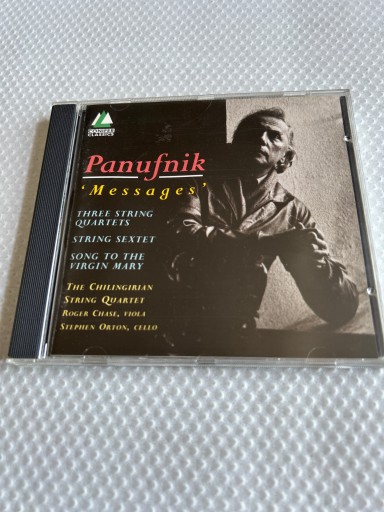 CONIFER
CLASSICS
Panufnik
'Messages'
THREE STRING
QUARTETS
STRING SEXTET
SONG TO THE
VIRGIN MARY
THE CHILINGIRIAN
STRING QUARTET
ROGER CHASE, VIOLA
STEPHEN ORTON, CELLO